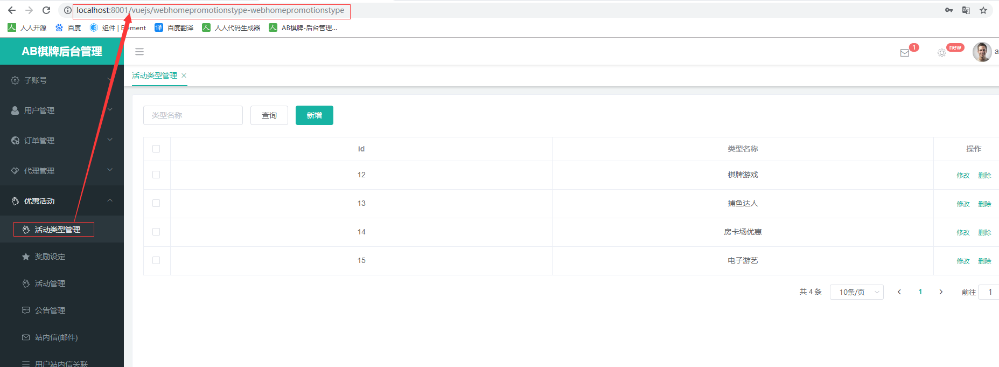 localhost:8001/vuejs/webhomepromotionstype-webhomepromotionstype
人人开源 百度 组件 | Element 百度翻译 人人代码生成器 AB棋牌-后台管理...
AB棋牌后台管理
1
new
a
活动类型管理
子账号
用户管理
订单管理
代理管理
优惠活动
活动类型管理
奖励设定
活动管理
公告管理
站内信(邮件)
用户站内信关联
类型名称 查询 新增
id 类型名称 操作
12 棋牌游戏 修改 删除
13 捕鱼达人 修改 删除
14 房卡场优惠 修改 删除
15 电子游艺 修改 删除
共 4 条 10条/页 1 前往 1